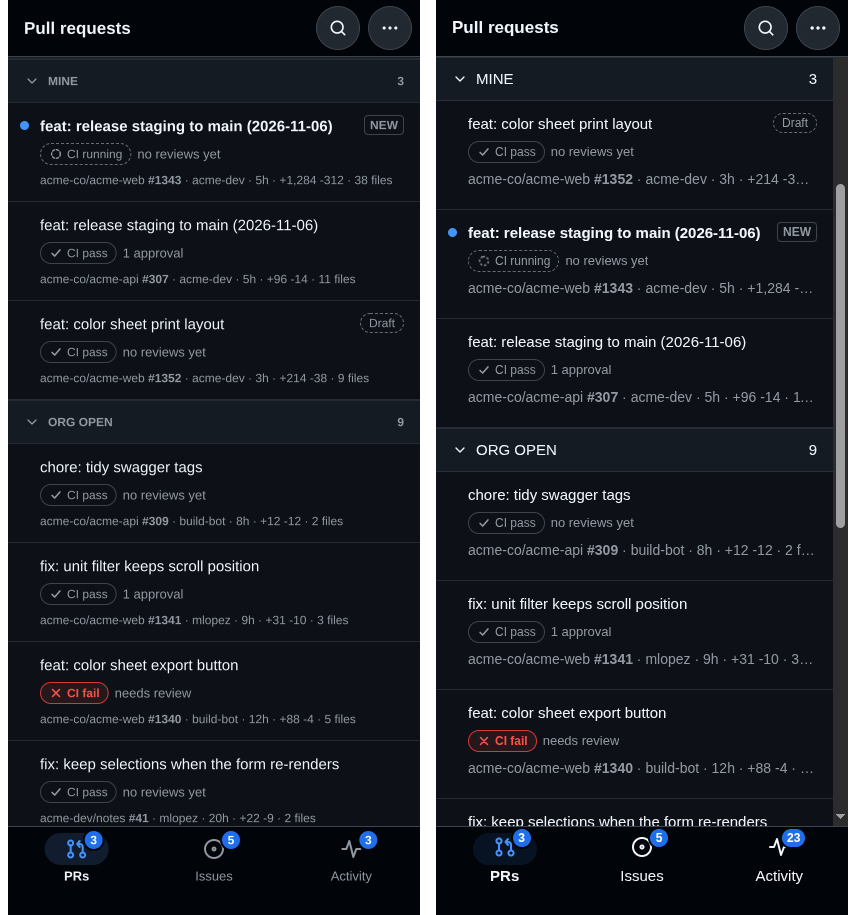 Pull requests
MINE 3
feat: release staging to main (2026-11-06) NEW
CI running no reviews yet
acme-co/acme-web #1343 · acme-dev · 5h · +1,284 -312 · 38 files
feat: release staging to main (2026-11-06)
CI pass 1 approval
acme-co/acme-api #307 · acme-dev · 5h · +96 -14 · 11 files
feat: color sheet print layout Draft
CI pass no reviews yet
acme-co/acme-web #1352 · acme-dev · 3h · +214 -38 · 9 files
ORG OPEN 9
chore: tidy swagger tags
CI pass no reviews yet
acme-co/acme-api #309 · build-bot · 8h · +12 -12 · 2 files
fix: unit filter keeps scroll position
CI pass 1 approval
acme-co/acme-web #1341 · mlopez · 9h · +31 -10 · 3 files
feat: color sheet export button
CI fail needs review
acme-co/acme-web #1340 · build-bot · 12h · +88 -4 · 5 files
fix: keep selections when the form re-renders
CI pass no reviews yet
acme-dev/notes #41 · mlopez · 20h · +22 -9 · 2 files
3 5 3
PRs Issues Activity
Pull requests
MINE 3
feat: color sheet print layout Draft
CI pass no reviews yet
acme-co/acme-web #1352 · acme-dev · 3h · +214 -3…
feat: release staging to main (2026-11-06) NEW
CI running no reviews yet
acme-co/acme-web #1343 · acme-dev · 5h · +1,284 -…
feat: release staging to main (2026-11-06)
CI pass 1 approval
acme-co/acme-api #307 · acme-dev · 5h · +96 -14 · 1…
ORG OPEN 9
chore: tidy swagger tags
CI pass no reviews yet
acme-co/acme-api #309 · build-bot · 8h · +12 -12 · 2 f…
fix: unit filter keeps scroll position
CI pass 1 approval
acme-co/acme-web #1341 · mlopez · 9h · +31 -10 · 3…
feat: color sheet export button
CI fail needs review
acme-co/acme-web #1340 · build-bot · 12h · +88 -4 · …
fix: keep selections when the form re-renders
3 5 23
PRs Issues Activity